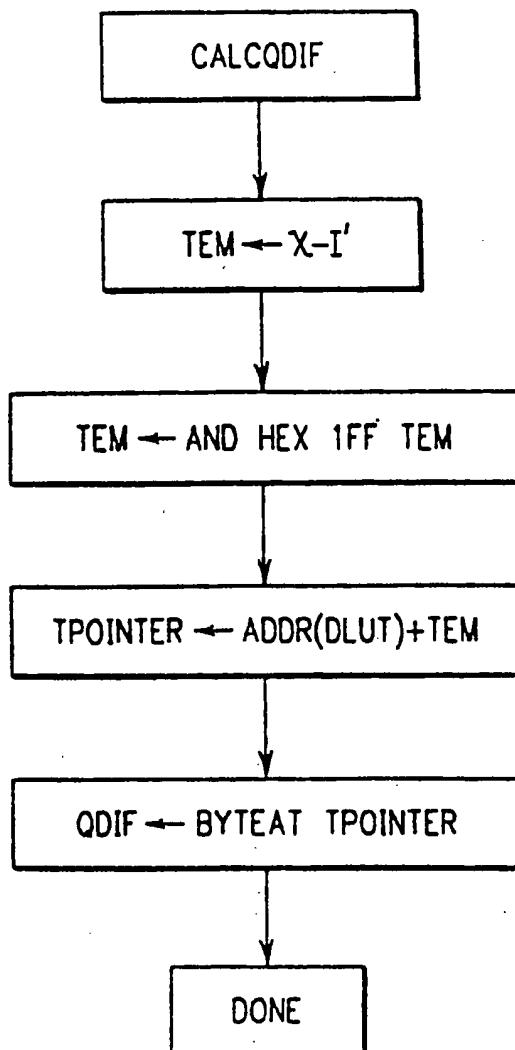 CALCQDIF
TEM ← X-I'
TEM ← AND HEX 1FF TEM
TPOINTER ← ADDR(DLUT)+TEM
QDIF ← BYTEAT TPOINTER
DONE